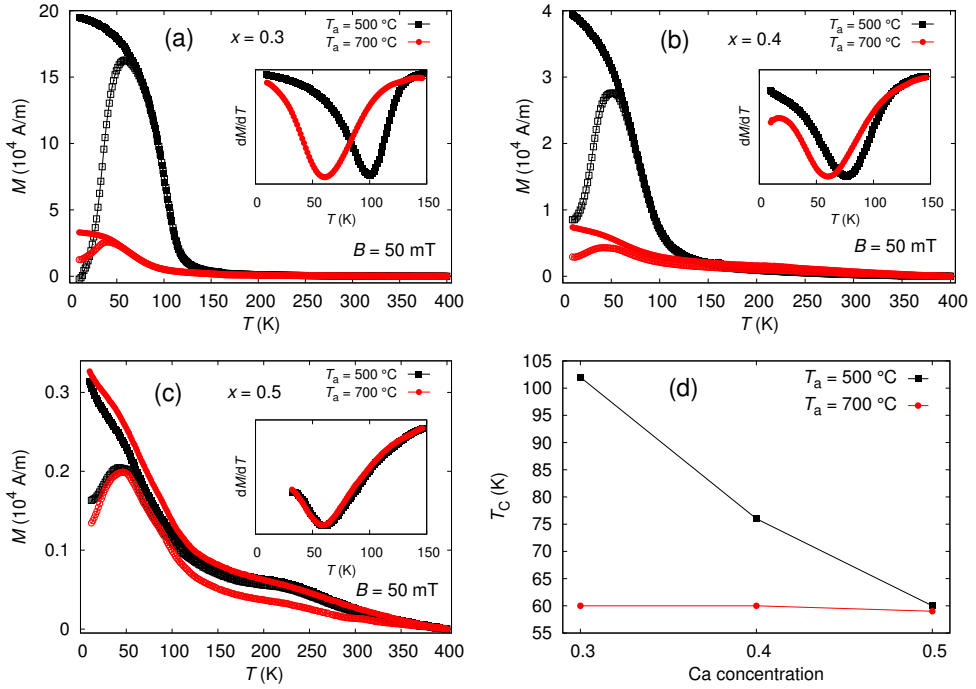 (a)
x = 0.3
Tₐ = 500 °C
Tₐ = 700 °C
M (10⁴ A/m)
20
15
10
5
0
0 50 100 150 200 250 300 350 400
T (K)
B = 50 mT
dM/dT
0 50 100 150
T (K)
(b)
x = 0.4
Tₐ = 500 °C
Tₐ = 700 °C
M (10⁴ A/m)
4
3
2
1
0
0 50 100 150 200 250 300 350 400
T (K)
B = 50 mT
dM/dT
0 50 100 150
T (K)
(c)
x = 0.5
Tₐ = 500 °C
Tₐ = 700 °C
M (10⁴ A/m)
0.3
0.2
0.1
0
0 50 100 150 200 250 300 350 400
T (K)
B = 50 mT
dM/dT
0 50 100 150
T (K)
(d)
Tₐ = 500 °C
Tₐ = 700 °C
T_C (K)
105
100
95
90
85
80
75
70
65
60
55
0.3 0.4 0.5
Ca concentration